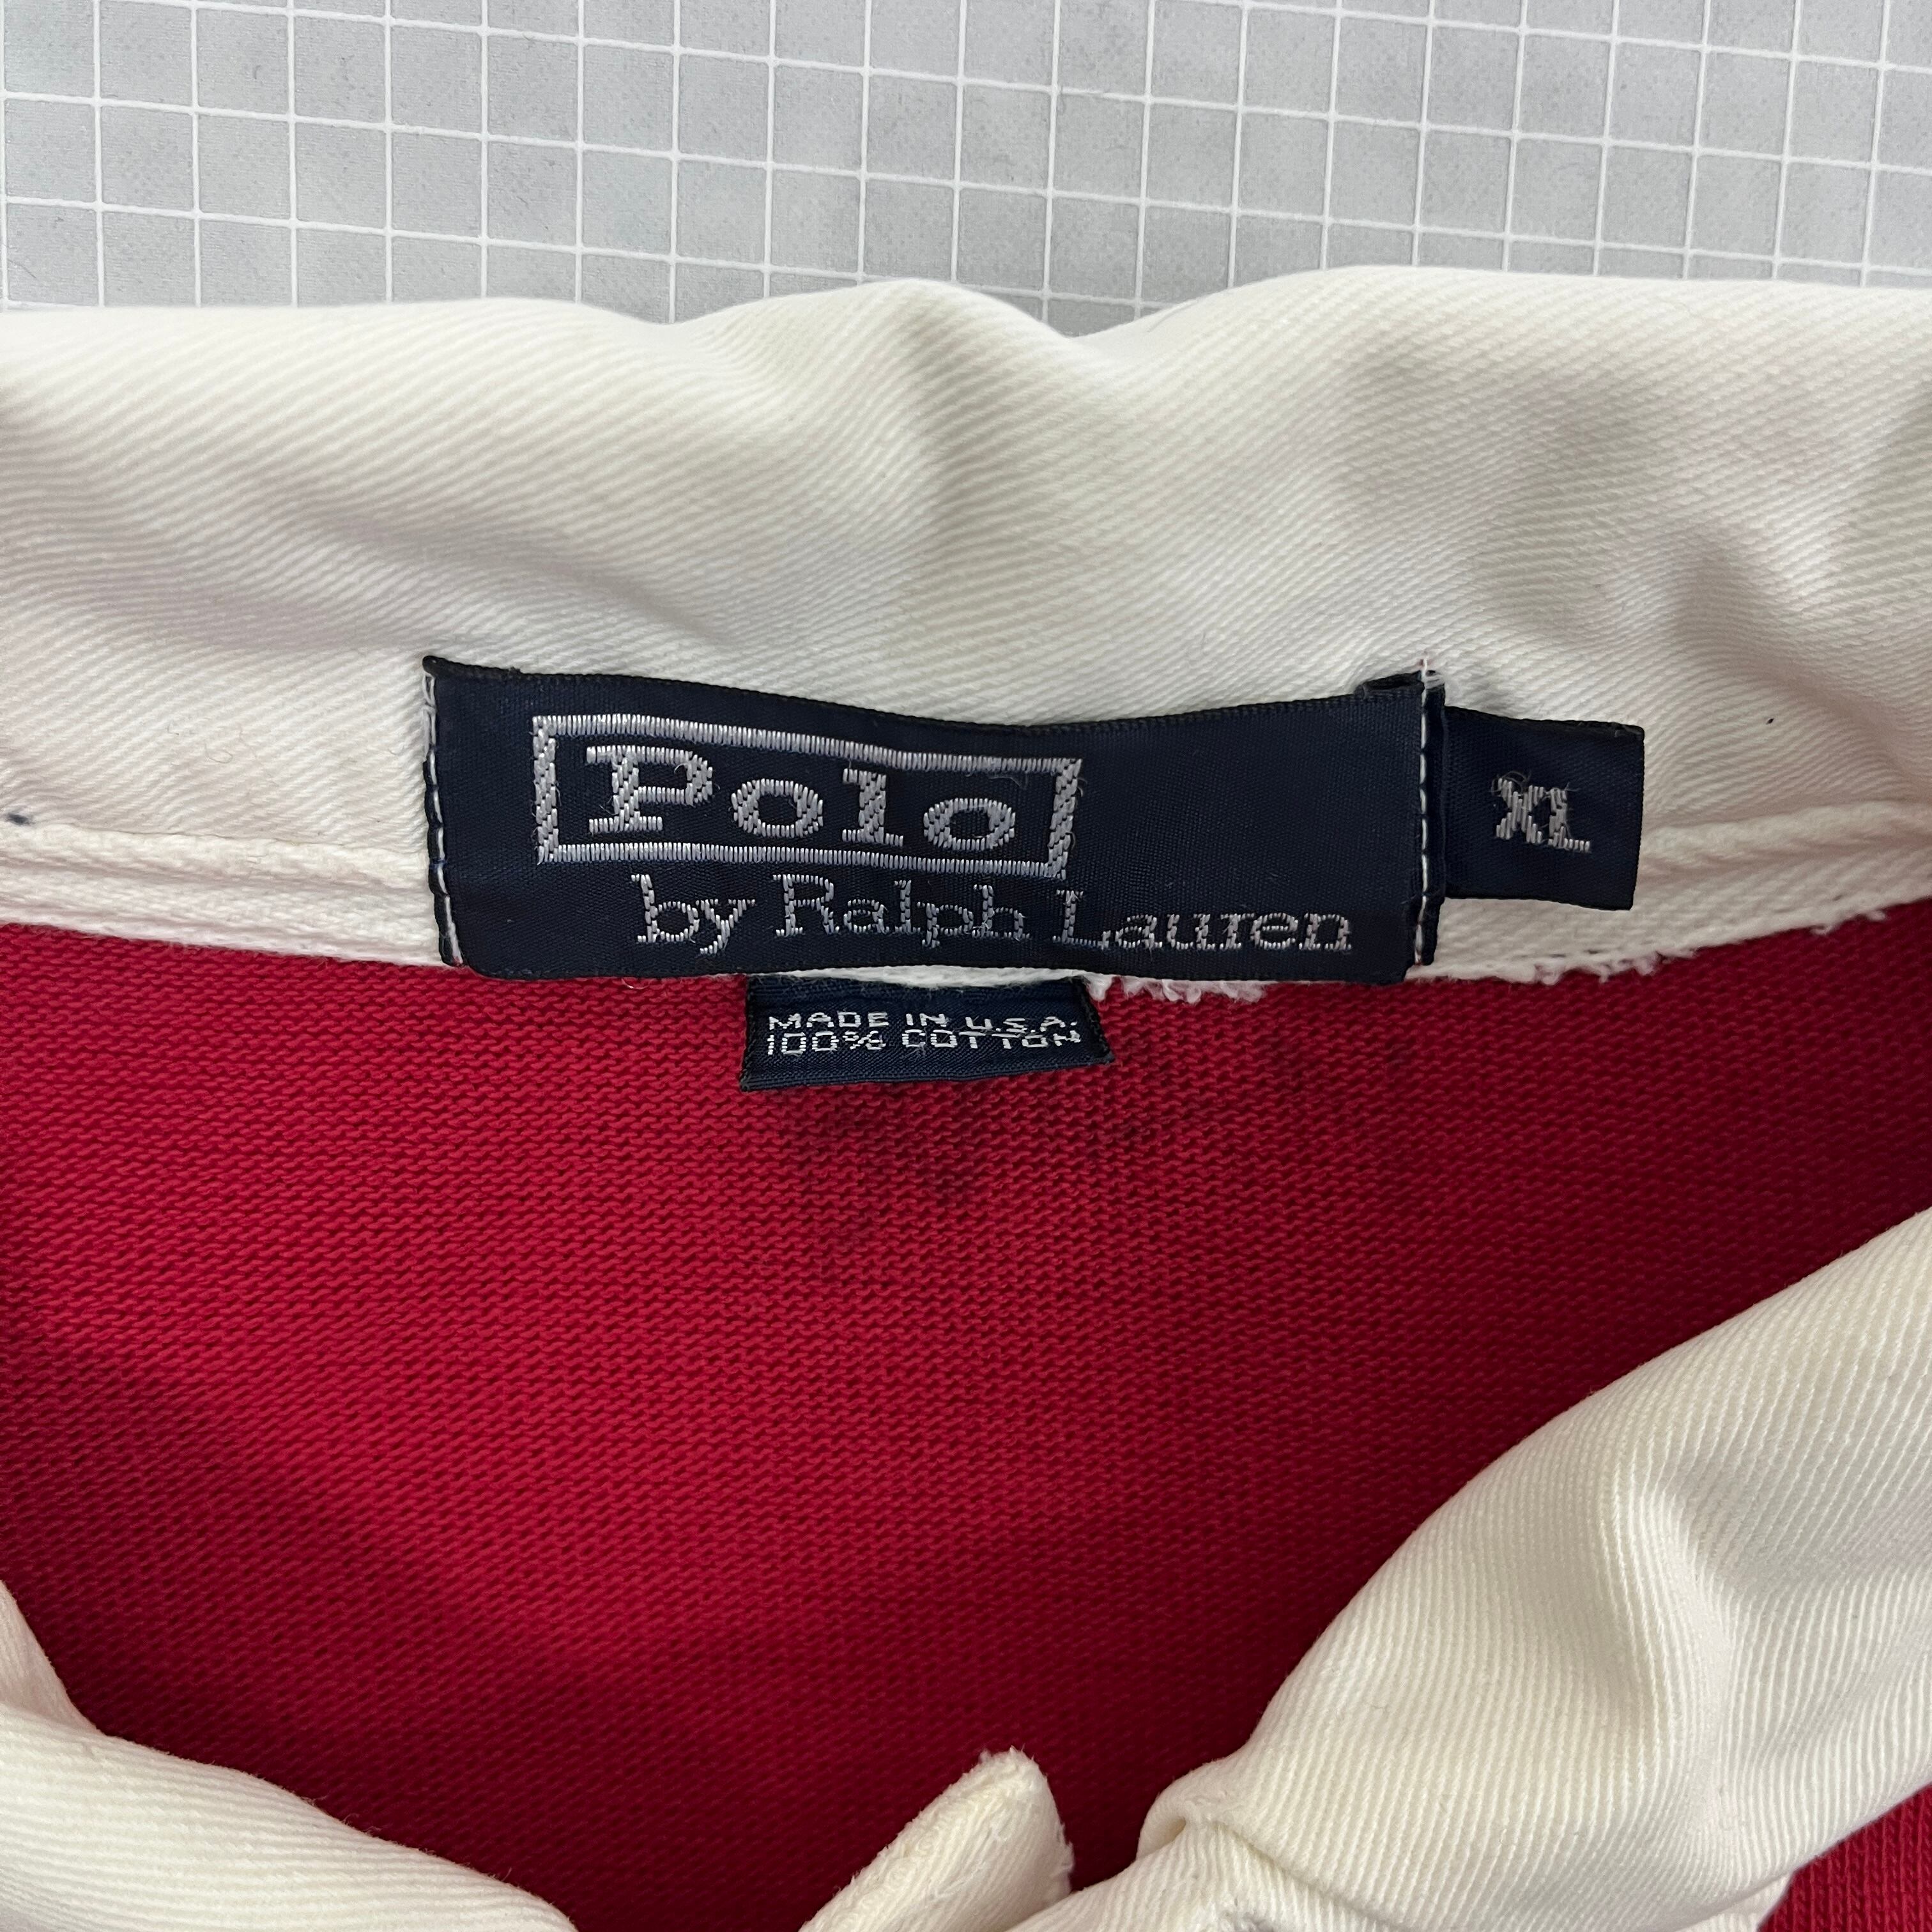 Polo
by Ralph Lauren
XL
MADE IN U.S.A.
100% COTTON